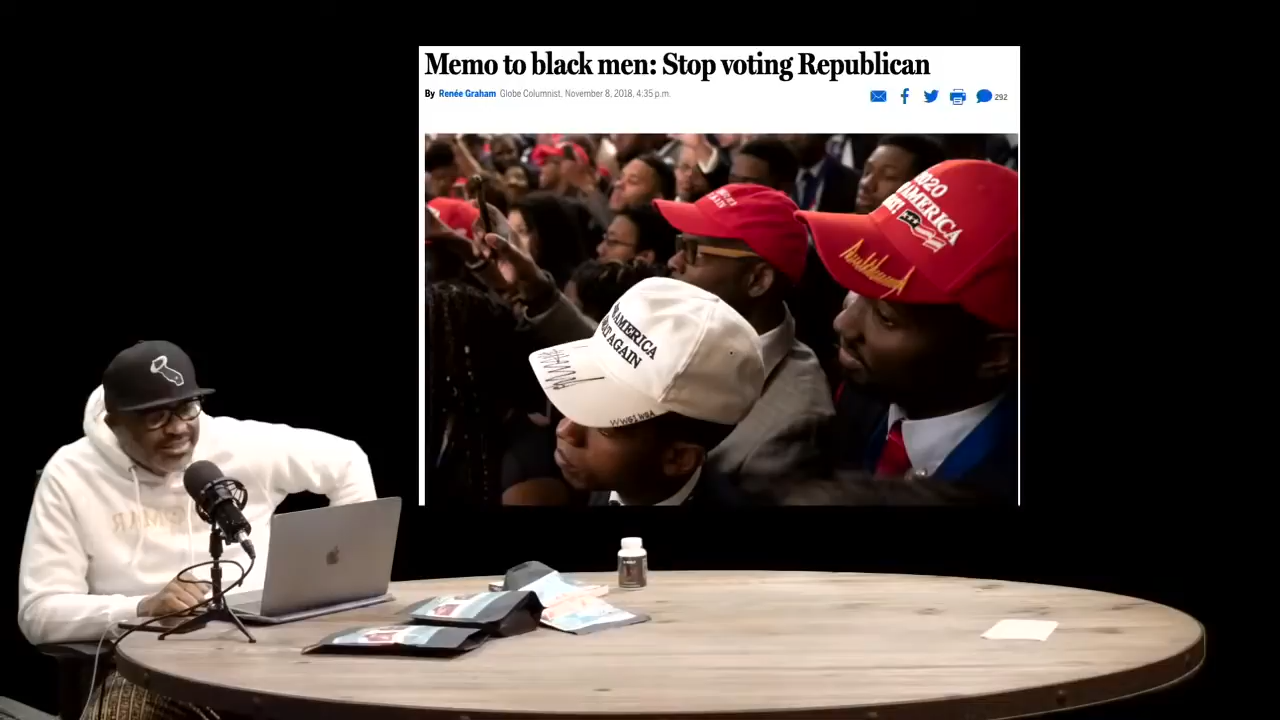 Memo to black men: Stop voting Republican
By Renée Graham Globe Columnist, November 8, 2018, 4:35 p.m.
292
2020
AMERICA
AMERICA
AGAIN
WWG1WGA